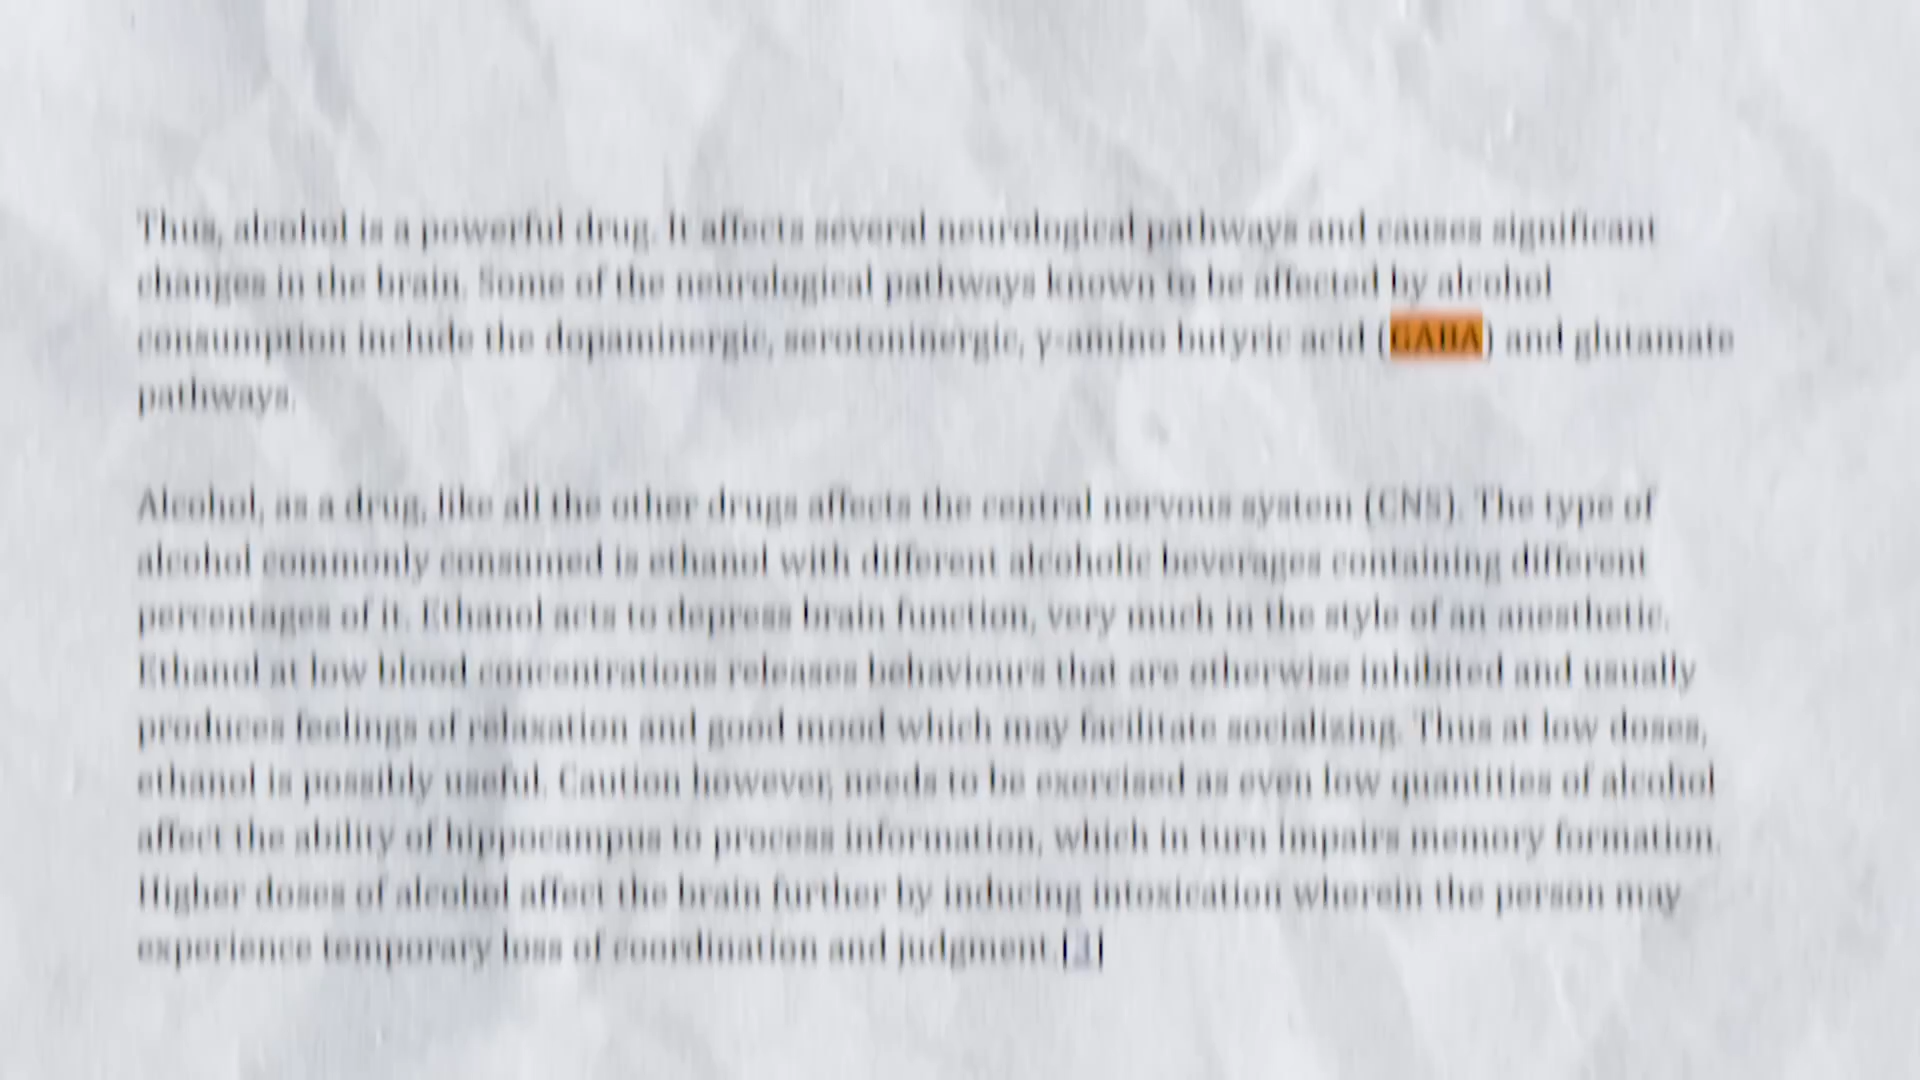 Thus, alcohol is a powerful drug. It affects several neurological pathways and causes significant
changes in the brain. Some of the neurological pathways known to be affected by alcohol
consumption include the dopaminergic, serotoninergic, γ-amino butyric acid (GABA) and glutamate
pathways.
Alcohol, as a drug, like all the other drugs affects the central nervous system (CNS). The type of
alcohol commonly consumed is ethanol with different alcoholic beverages containing different
percentages of it. Ethanol acts to depress brain function, very much in the style of an anesthetic.
Ethanol at low blood concentrations releases behaviours that are otherwise inhibited and usually
produces feelings of relaxation and good mood which may facilitate socializing. Thus at low doses,
ethanol is possibly useful. Caution however, needs to be exercised as even low quantities of alcohol
affect the ability of hippocampus to process information, which in turn impairs memory formation.
Higher doses of alcohol affect the brain further by inducing intoxication wherein the person may
experience temporary loss of coordination and judgment.[]